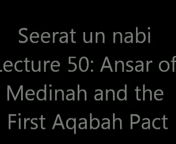 Seerat un nabi
Lecture 50: Ansar of
Medinah and the
First Aqabah Pact